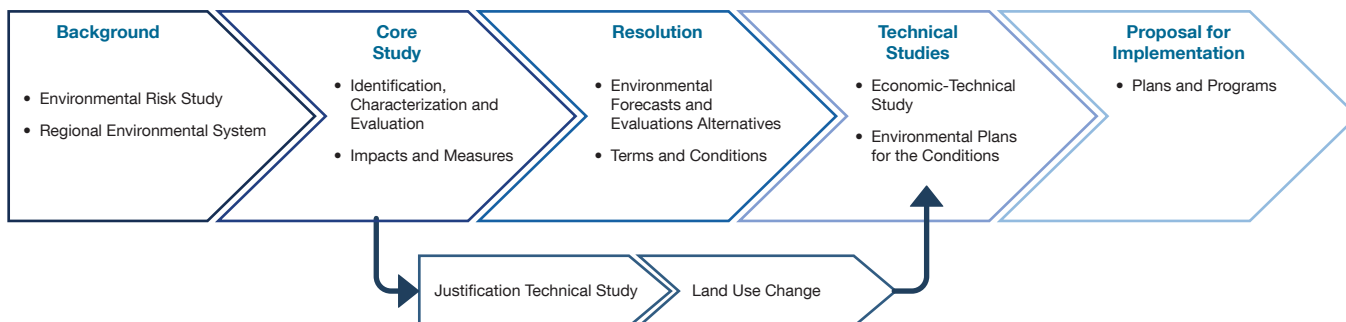 Background
• Environmental Risk Study
• Regional Environmental System
Core
Study
• Identification,
Characterization and
Evaluation
• Impacts and Measures
Resolution
• Environmental
Forecasts and
Evaluations Alternatives
• Terms and Conditions
Technical
Studies
• Economic-Technical
Study
• Environmental Plans
for the Conditions
Proposal for
Implementation
• Plans and Programs
Justification Technical Study
Land Use Change